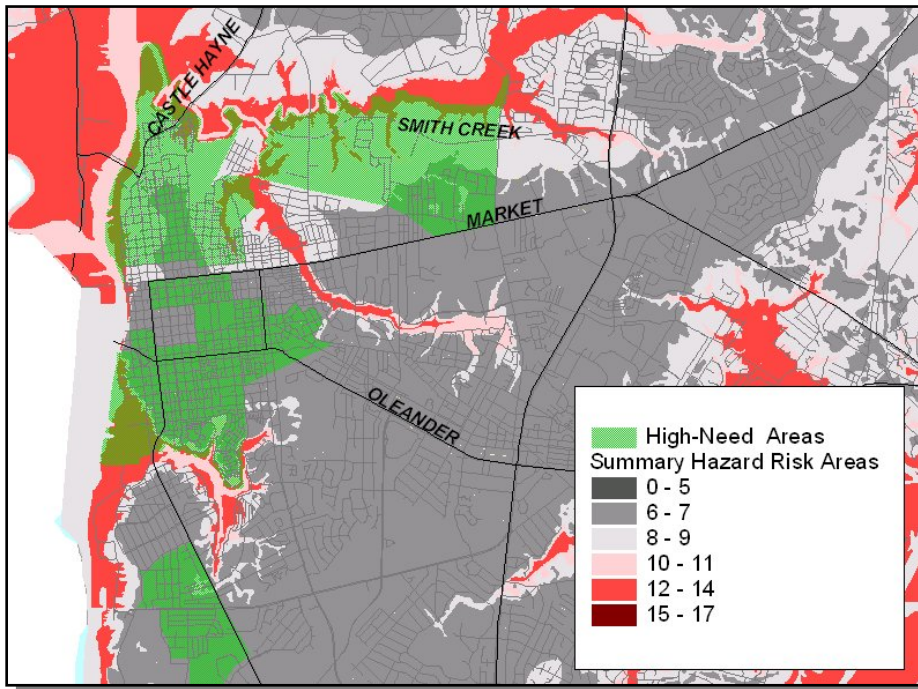 CASTLE HAYNE
SMITH CREEK
MARKET
OLEANDER
High-Need Areas
Summary Hazard Risk Areas
0 - 5
6 - 7
8 - 9
10 - 11
12 - 14
15 - 17